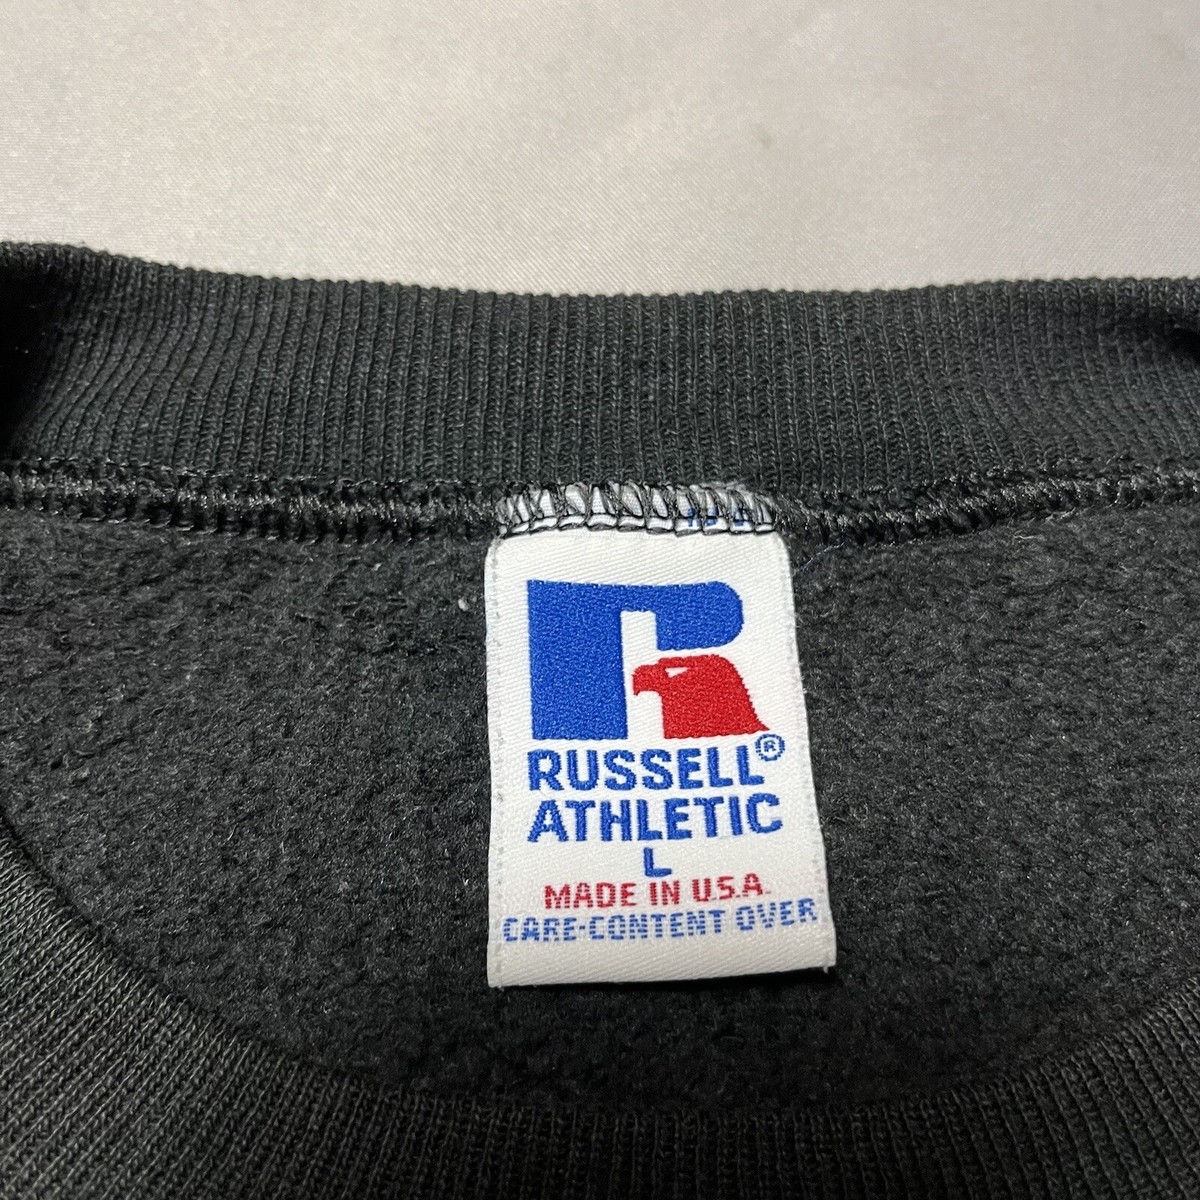 RUSSELL®
ATHLETIC
L
MADE IN U.S.A.
CARE-CONTENT OVER